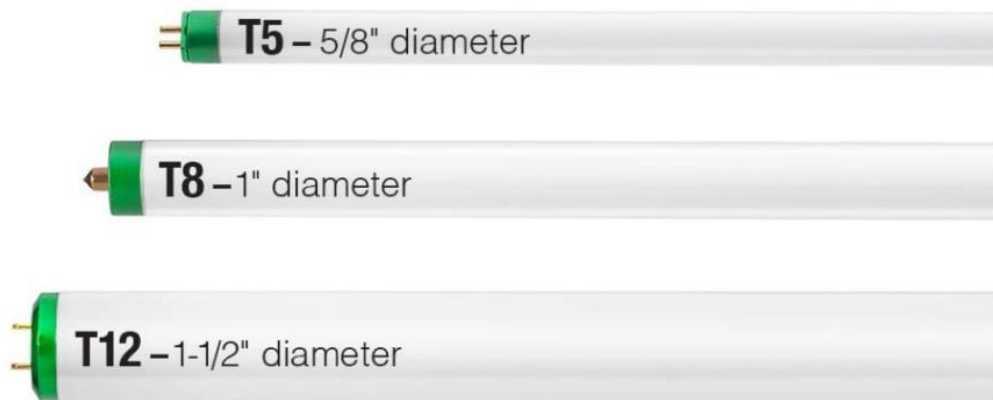 T5 – 5/8" diameter
T8 –1" diameter
T12 –1-1/2" diameter